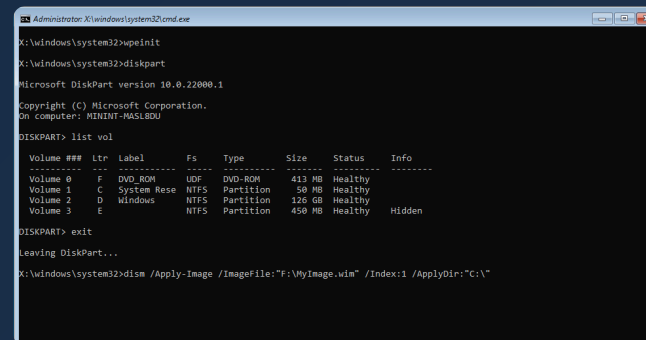 Administrator: X:\windows\system32\cmd.exe
X:\windows\system32>wpeinit
X:\windows\system32>diskpart
Microsoft DiskPart version 10.0.22000.1
Copyright (C) Microsoft Corporation.
On computer: MININT-MASL8DU
DISKPART> list vol
Volume ### Ltr Label Fs Type Size Status Info
---------- --- ----------- ----- ---------- ------- --------- --------
Volume 0 F DVD_ROM UDF DVD-ROM 413 MB Healthy
Volume 1 C System Rese NTFS Partition 50 MB Healthy
Volume 2 D Windows NTFS Partition 126 GB Healthy
Volume 3 E NTFS Partition 450 MB Healthy Hidden
DISKPART> exit
Leaving DiskPart...
X:\windows\system32>dism /Apply-Image /ImageFile:"F:\MyImage.wim" /Index:1 /ApplyDir:"C:\"